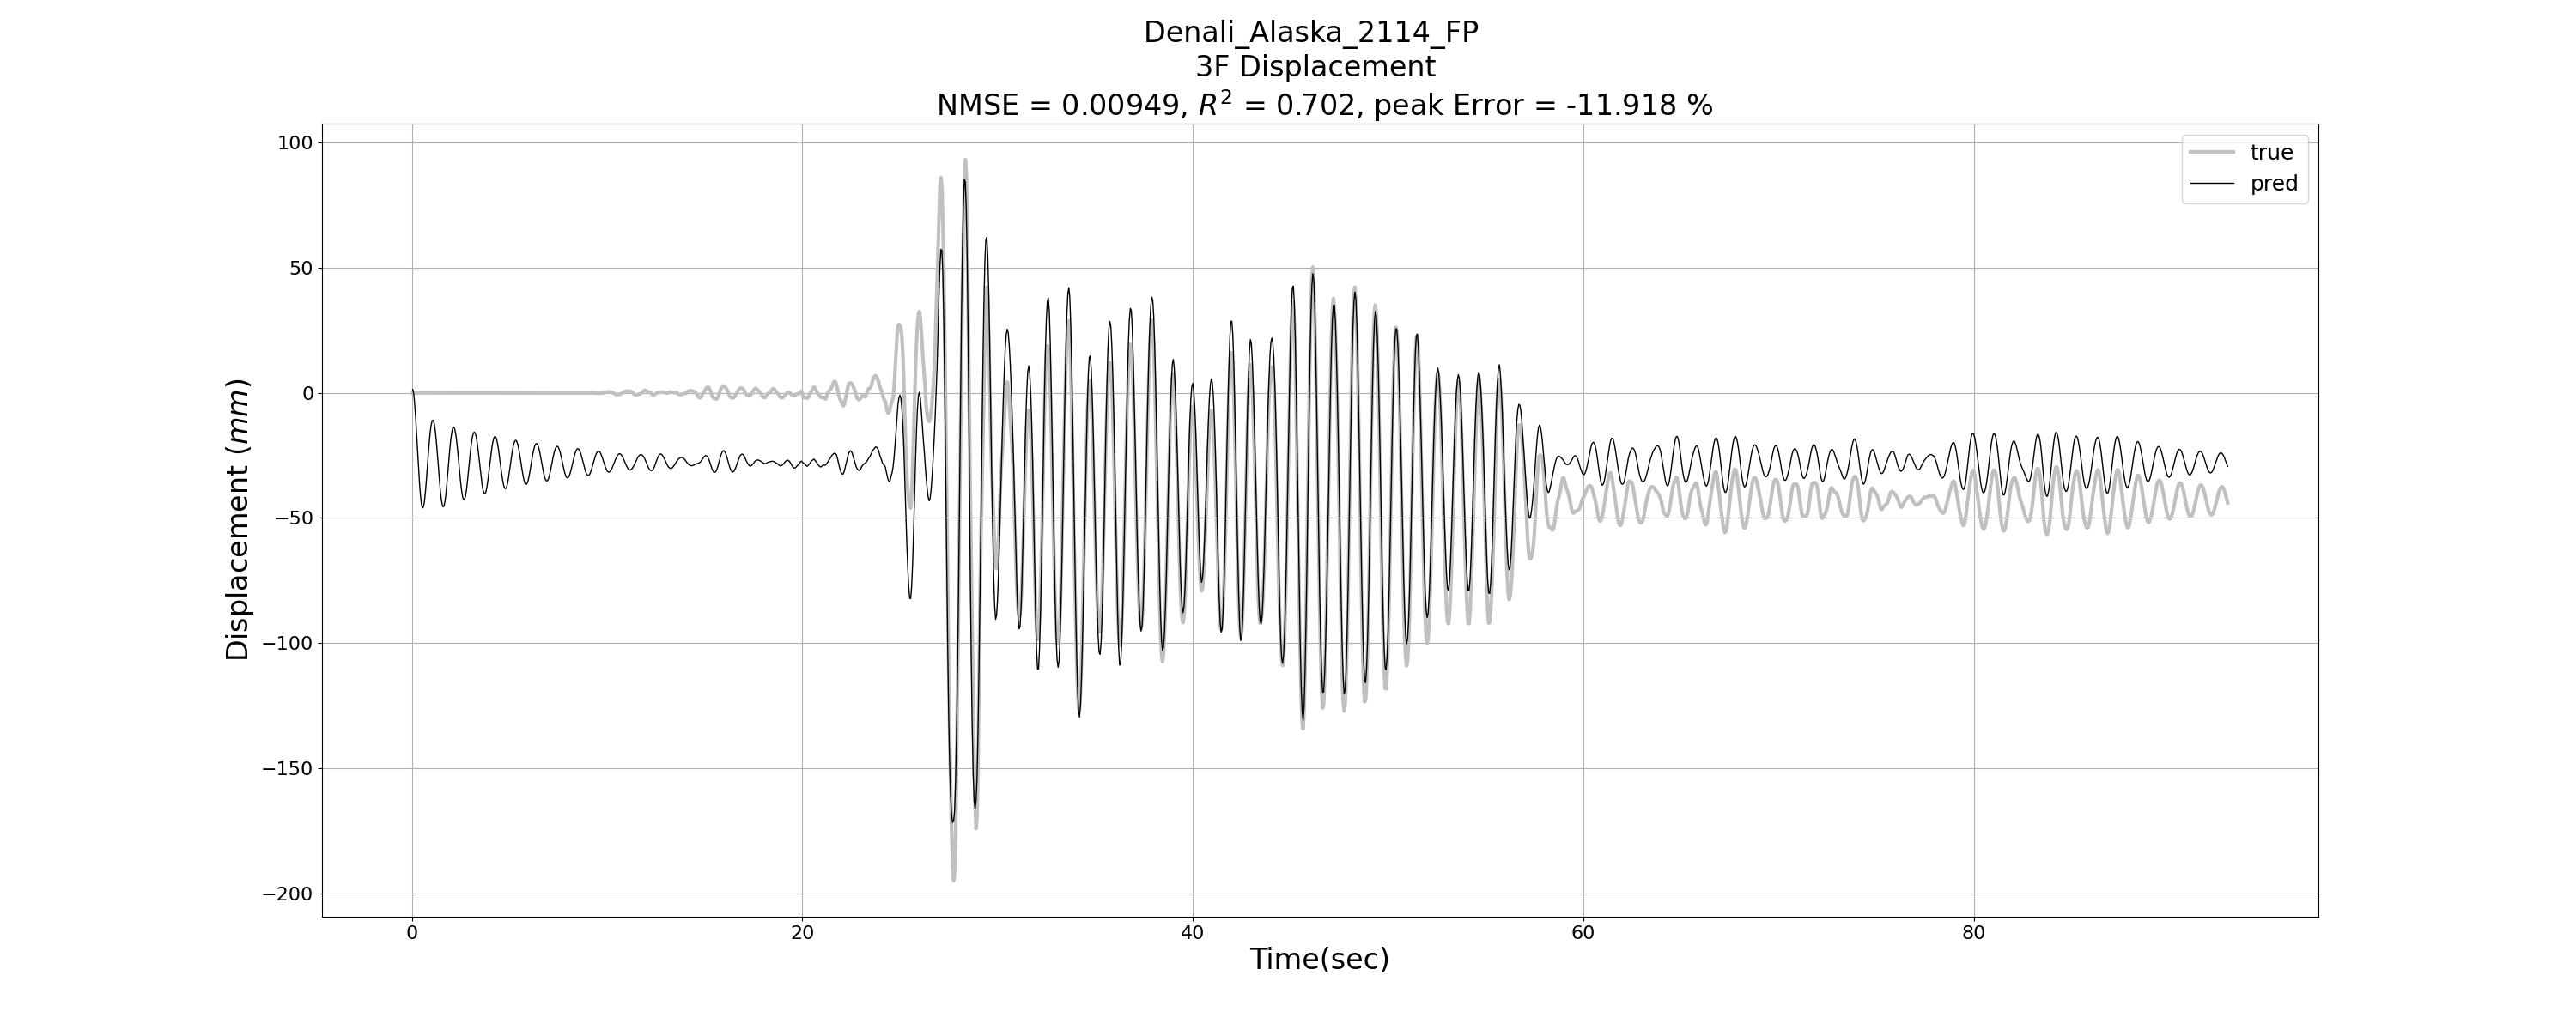 Denali_Alaska_2114_FP
3F Displacement
NMSE = 0.00949, R² = 0.702, peak Error = -11.918 %
true
pred
Displacement (mm)
100
50
0
−50
−100
−150
−200
0 20 40 60 80
Time(sec)